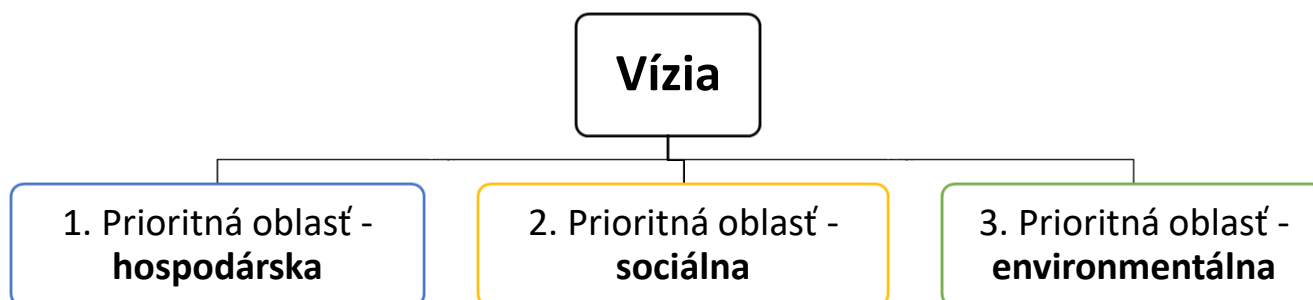 Vízia
1. Prioritná oblasť -
hospodárska
2. Prioritná oblasť -
sociálna
3. Prioritná oblasť -
environmentálna